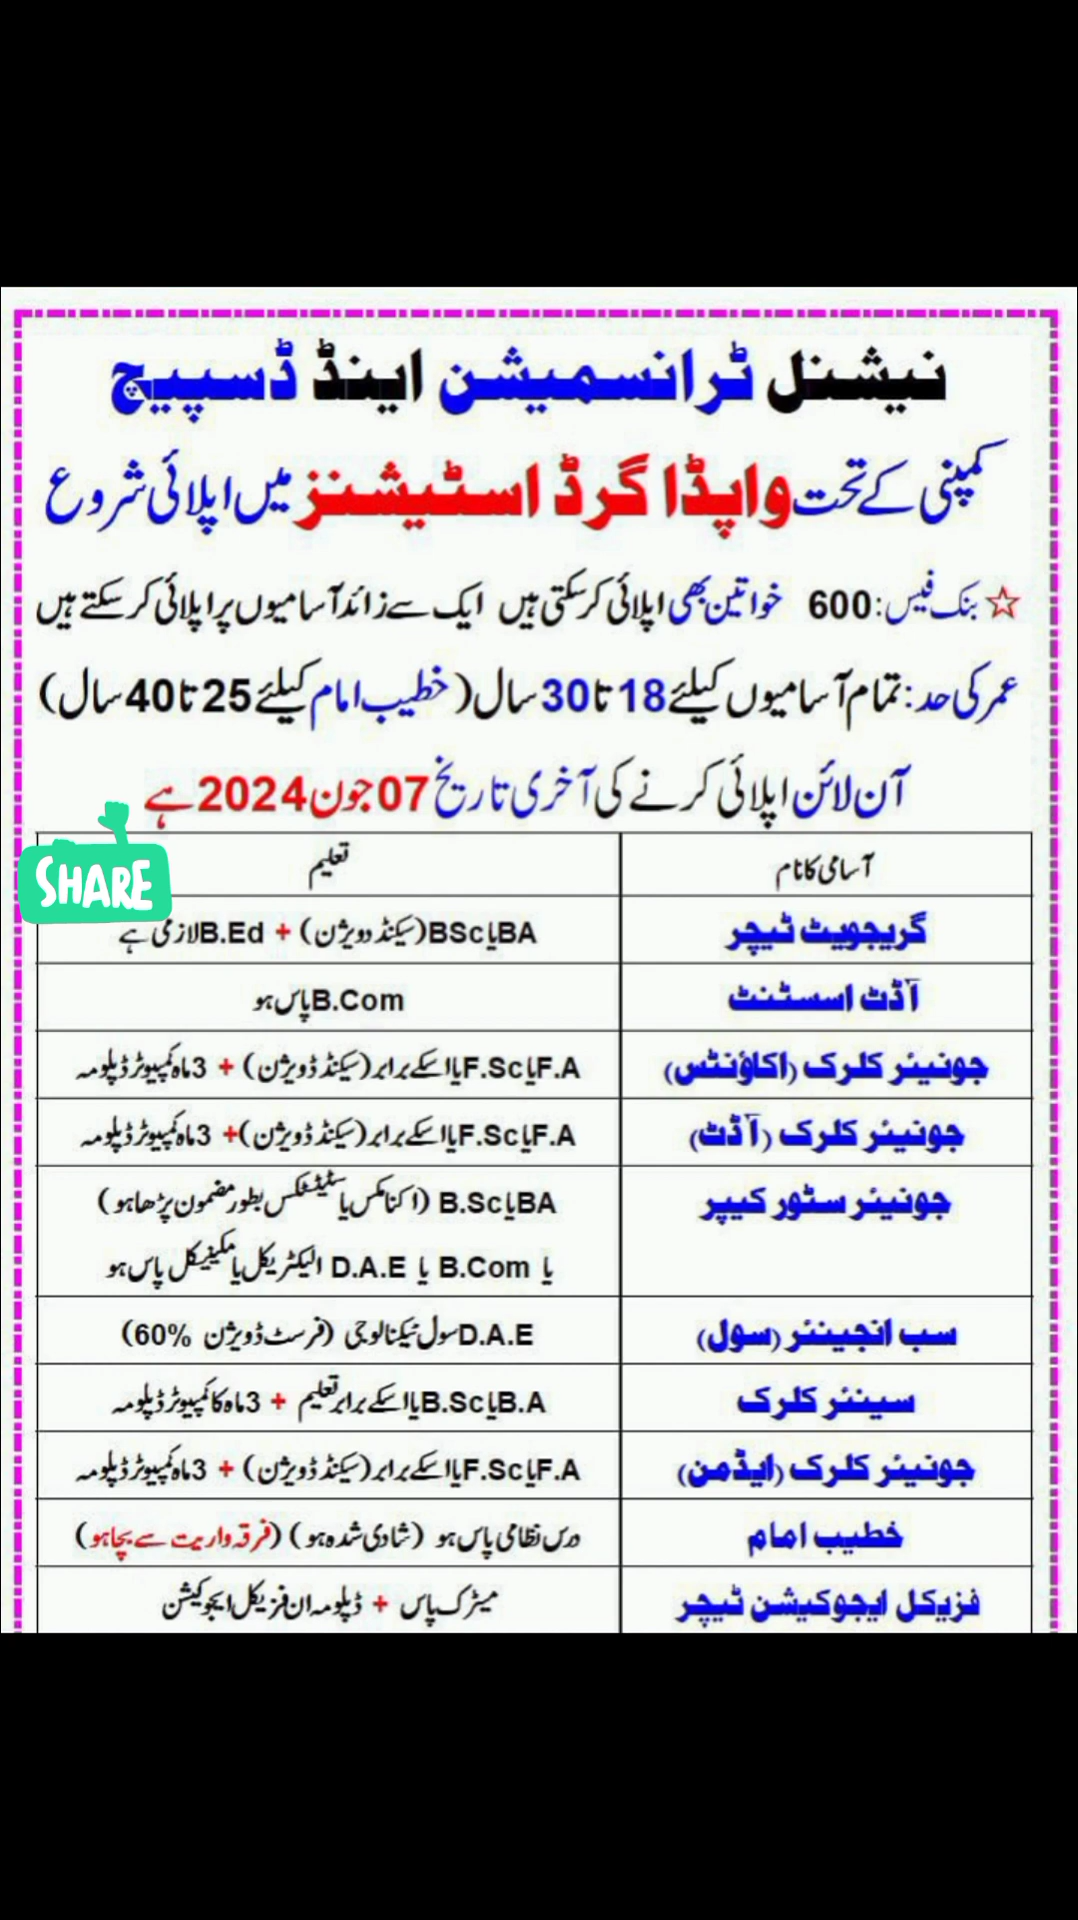 نیشنل ٹرانسمیشن اینڈ ڈسپیچ
کمپنی کے تحت واپڈا گرڈ اسٹیشنز میں اپلائی شروع
☆ بنک فیس: 600 خواتین بھی اپلائی کر سکتی ہیں ایک سے زائد آسامیوں پر اپلائی کر سکتے ہیں
عمر کی حد: تمام آسامیوں کیلئے 18 تا 30 سال (خطیب امام کیلئے 25 تا 40 سال)
آن لائن اپلائی کرنے کی آخری تاریخ 07 جون 2024 ہے
SHARE
آسامی کا نام تعلیم
گریجویٹ ٹیچر BA یا BSc (سیکنڈ دویژن) + B.Ed لازمی ہے
آڈٹ اسسٹنٹ B.Com پاس ہو
جونیئر کلرک (اکاؤنٹس) F.A یا F.Sc یا اسکے برابر (سیکنڈ ڈویژن) + 3 ماہ کمپیوٹر ڈپلومہ
جونیئر کلرک (آڈٹ) F.A یا F.Sc یا اسکے برابر (سیکنڈ ڈویژن) + 3 ماہ کمپیوٹر ڈپلومہ
جونیئر سٹور کیپر BA یا B.Sc (اکنامکس یا سٹیٹکس بطور مضمون پڑھا ہو)
یا B.Com یا D.A.E الیکٹریکل یا مکینیکل پاس ہو
سب انجینئر (سول) D.A.E سول ٹیکنالوجی (فرسٹ ڈویژن 60%)
سینئر کلرک B.A یا B.Sc یا اسکے برابر تعلیم + 3 ماہ کا کمپیوٹر ڈپلومہ
جونیئر کلرک (ایڈمن) F.A یا F.Sc یا اسکے برابر (سیکنڈ ڈویژن) + 3 ماہ کمپیوٹر ڈپلومہ
خطیب امام درس نظامی پاس ہو (شادی شدہ ہو) (فرقہ واریت سے بچا ہو)
فزیکل ایجوکیشن ٹیچر میٹرک پاس + ڈپلومہ ان فزیکل ایجوکیشن